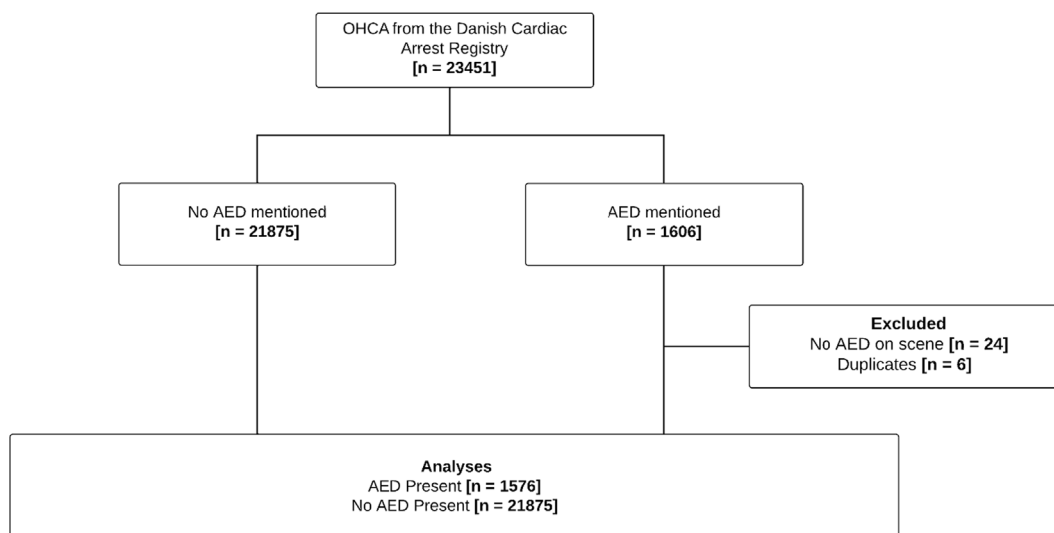 OHCA from the Danish Cardiac
Arrest Registry
[n = 23451]
No AED mentioned
[n = 21875]
AED mentioned
[n = 1606]
Excluded
No AED on scene [n = 24]
Duplicates [n = 6]
Analyses
AED Present [n = 1576]
No AED Present [n = 21875]